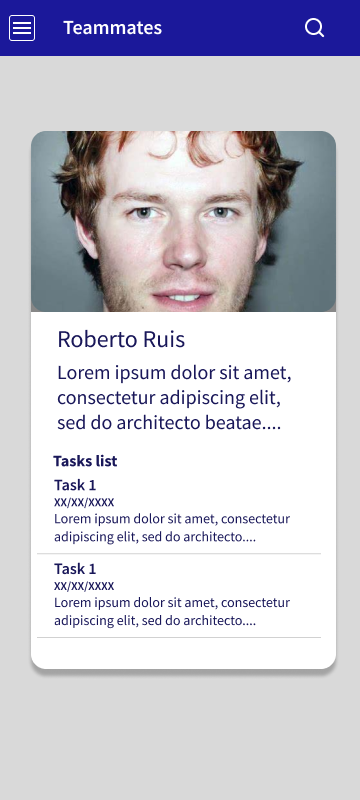 Teammates
Roberto Ruis
Lorem ipsum dolor sit amet,
consectetur adipiscing elit,
sed do architecto beatae....
Tasks list
Task 1
XX/XX/XXXX
Lorem ipsum dolor sit amet, consectetur
adipiscing elit, sed do architecto....
Task 1
XX/XX/XXXX
Lorem ipsum dolor sit amet, consectetur
adipiscing elit, sed do architecto....